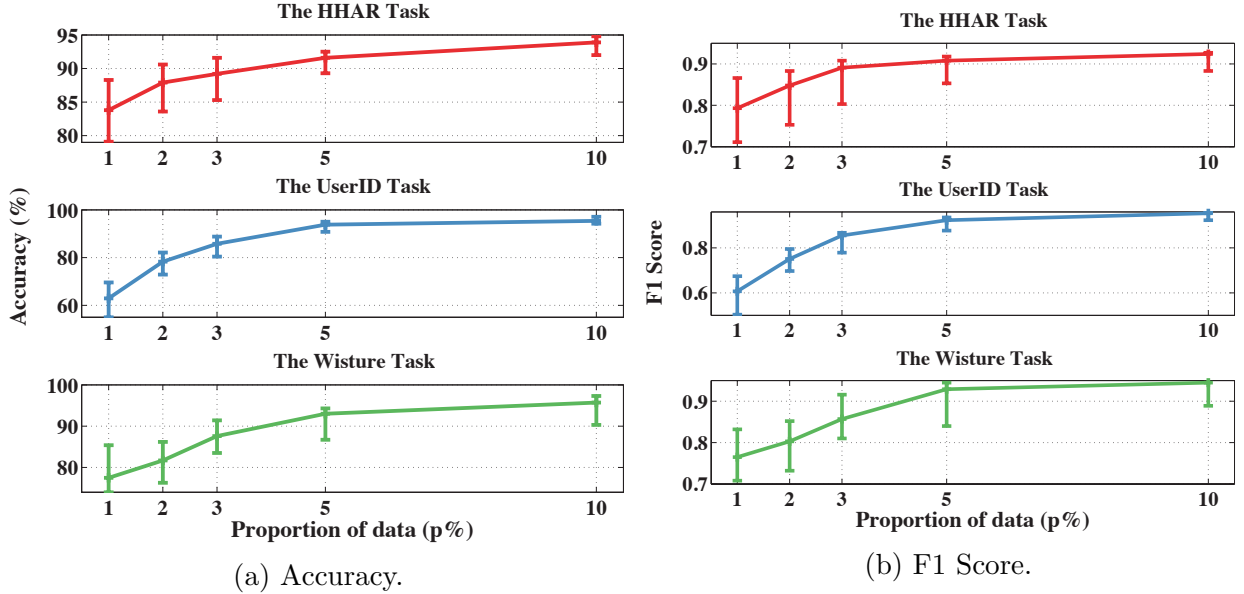 The HHAR Task
95
90
85
80
1 2 3 5 10
The UserID Task
100
80
60
1 2 3 5 10
The Wisture Task
100
90
80
1 2 3 5 10
Accuracy (%)
Proportion of data (p%)
(a) Accuracy.
The HHAR Task
0.9
0.8
0.7
1 2 3 5 10
The UserID Task
0.8
0.6
1 2 3 5 10
The Wisture Task
0.9
0.8
0.7
1 2 3 5 10
F1 Score
Proportion of data (p%)
(b) F1 Score.